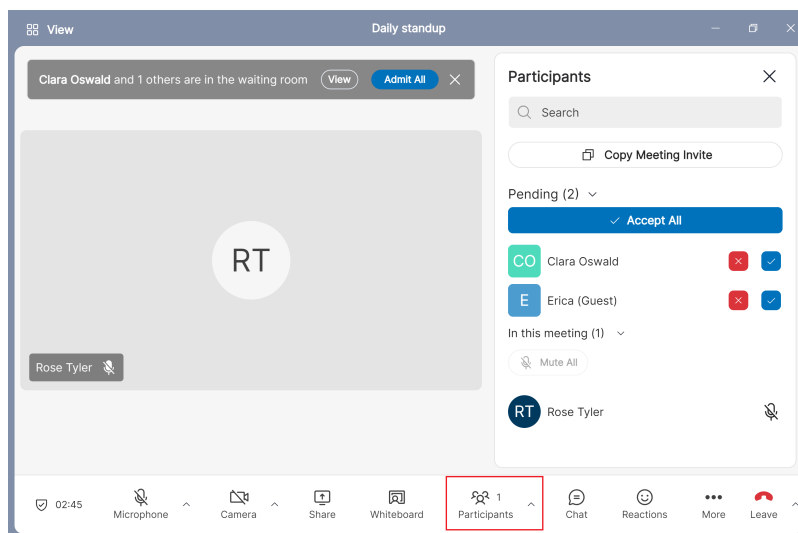 View
Daily standup
Clara Oswald and 1 others are in the waiting room View Admit All
RT
Rose Tyler
Participants
Search
Copy Meeting Invite
Pending (2)
Accept All
CO Clara Oswald
E Erica (Guest)
In this meeting (1)
Mute All
RT Rose Tyler
02:45
Microphone
Camera
Share
Whiteboard
1
Participants
Chat
Reactions
More
Leave